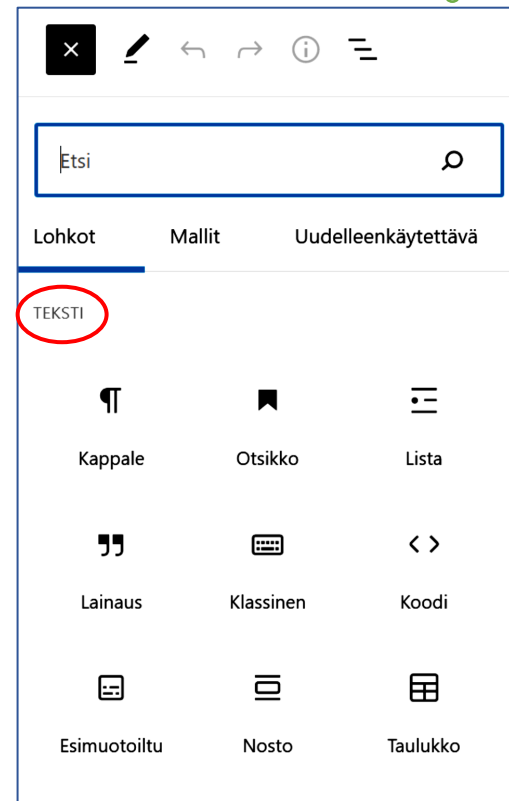 Etsi
Lohkot Mallit Uudelleenkäytettävä
TEKSTI
Kappale Otsikko Lista
Lainaus Klassinen Koodi
Esimuotoiltu Nosto Taulukko